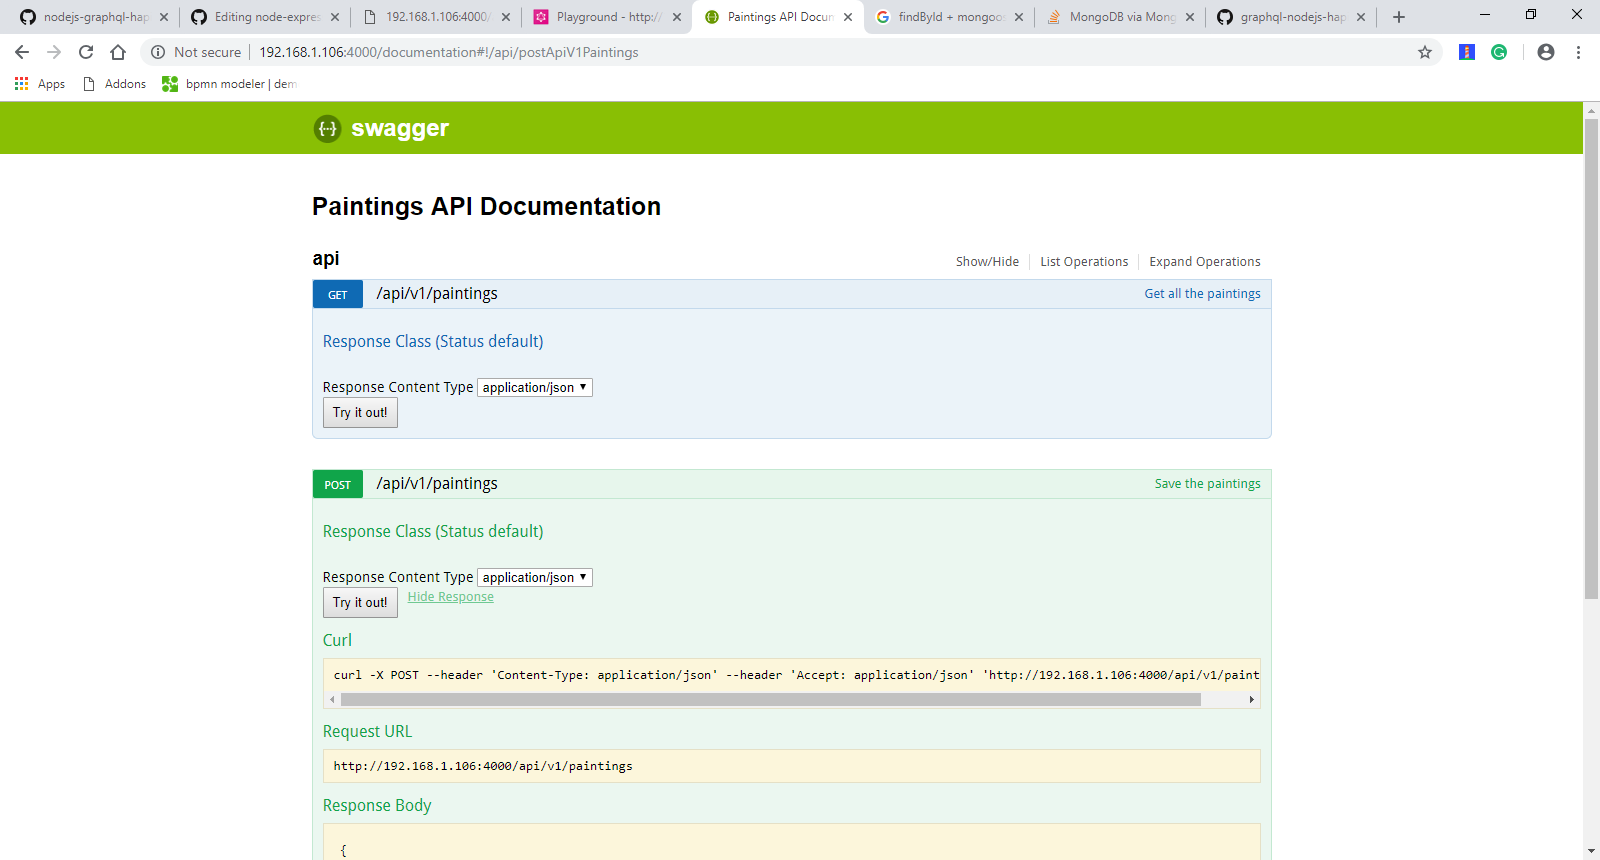 nodejs-graphql-hap
Editing node-expres
192.168.1.106:4000/
Playground - http:/
Paintings API Docum
findById + mongoos
MongoDB via Mong
graphql-nodejs-hap
Not secure
192.168.1.106:4000/documentation#!/api/postApiV1Paintings
Apps
Addons
bpmn modeler | dem
{··} swagger
Paintings API Documentation
api
Show/Hide
List Operations
Expand Operations
GET /api/v1/paintings
Get all the paintings
Response Class (Status default)
Response Content Type application/json
Try it out!
POST /api/v1/paintings
Save the paintings
Response Class (Status default)
Response Content Type application/json
Try it out! Hide Response
Curl
curl -X POST --header 'Content-Type: application/json' --header 'Accept: application/json' 'http://192.168.1.106:4000/api/v1/paint
Request URL
http://192.168.1.106:4000/api/v1/paintings
Response Body
{